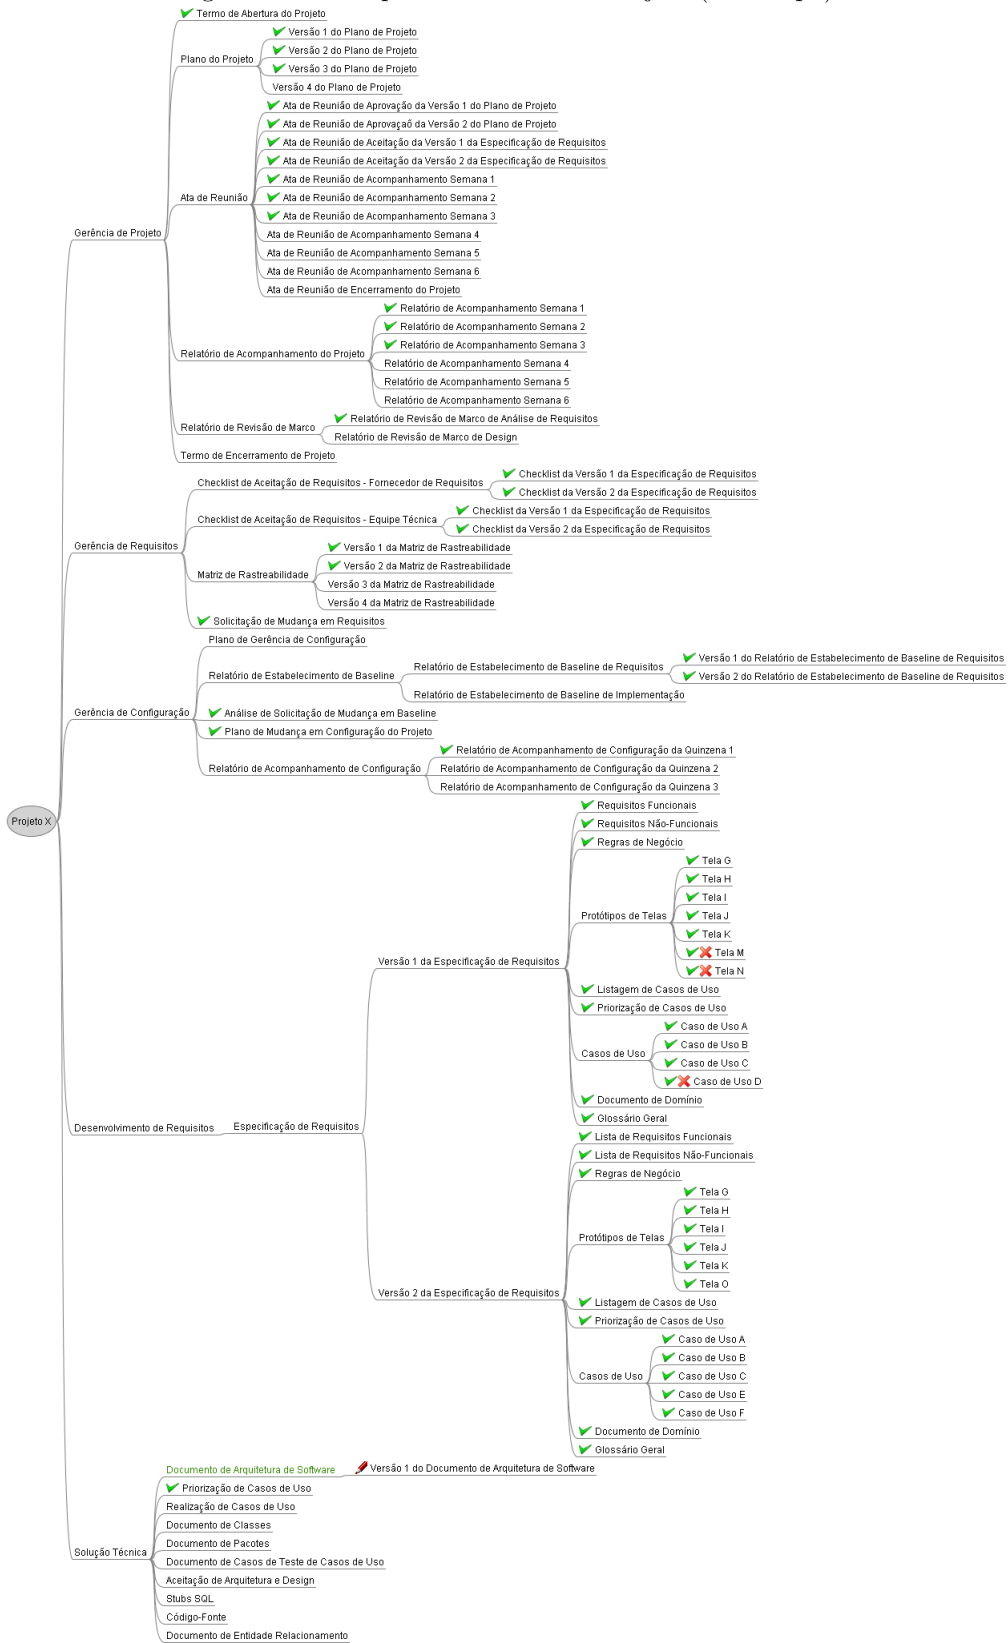 Termo de Abertura do Projeto
Versão 1 do Plano de Projeto
Versão 2 do Plano de Projeto
Plano do Projeto
Versão 3 do Plano de Projeto
Versão 4 do Plano de Projeto
Ata de Reunião de Aprovação da Versão 1 do Plano de Projeto
Ata de Reunião de Aprovaçaõ da Versão 2 do Plano de Projeto
Ata de Reunião de Aceitação da Versão 1 da Especificação de Requisitos
Ata de Reunião de Aceitação da Versão 2 da Especificação de Requisitos
Ata de Reunião de Acompanhamento Semana 1
Ata de Reunião
Ata de Reunião de Acompanhamento Semana 2
Ata de Reunião de Acompanhamento Semana 3
Gerência de Projeto
Ata de Reunião de Acompanhamento Semana 4
Ata de Reunião de Acompanhamento Semana 5
Ata de Reunião de Acompanhamento Semana 6
Ata de Reunião de Encerramento do Projeto
Relatório de Acompanhamento Semana 1
Relatório de Acompanhamento Semana 2
Relatório de Acompanhamento Semana 3
Relatório de Acompanhamento do Projeto
Relatório de Acompanhamento Semana 4
Relatório de Acompanhamento Semana 5
Relatório de Acompanhamento Semana 6
Relatório de Revisão de Marco de Análise de Requisitos
Relatório de Revisão de Marco
Relatório de Revisão de Marco de Design
Termo de Encerramento de Projeto
Checklist da Versão 1 da Especificação de Requisitos
Checklist de Aceitação de Requisitos - Fornecedor de Requisitos
Checklist da Versão 2 da Especificação de Requisitos
Checklist da Versão 1 da Especificação de Requisitos
Checklist de Aceitação de Requisitos - Equipe Técnica
Checklist da Versão 2 da Especificação de Requisitos
Gerência de Requisitos
Versão 1 da Matriz de Rastreabilidade
Versão 2 da Matriz de Rastreabilidade
Matriz de Rastreabilidade
Versão 3 da Matriz de Rastreabilidade
Versão 4 da Matriz de Rastreabilidade
Solicitação de Mudança em Requisitos
Plano de Gerência de Configuração
Versão 1 do Relatório de Estabelecimento de Baseline de Requisitos
Relatório de Estabelecimento de Baseline de Requisitos
Relatório de Estabelecimento de Baseline
Versão 2 do Relatório de Estabelecimento de Baseline de Requisitos
Relatório de Estabelecimento de Baseline de Implementação
Gerência de Configuração
Análise de Solicitação de Mudança em Baseline
Plano de Mudança em Configuração do Projeto
Relatório de Acompanhamento de Configuração da Quinzena 1
Relatório de Acompanhamento de Configuração
Relatório de Acompanhamento de Configuração da Quinzena 2
Relatório de Acompanhamento de Configuração da Quinzena 3
Projeto X
Requisitos Funcionais
Requisitos Não-Funcionais
Regras de Negócio
Tela G
Tela H
Tela I
Protótipos de Telas
Tela J
Tela K
Tela M
Versão 1 da Especificação de Requisitos
Tela N
Listagem de Casos de Uso
Priorização de Casos de Uso
Caso de Uso A
Caso de Uso B
Casos de Uso
Caso de Uso C
Caso de Uso D
Documento de Domínio
Glossário Geral
Desenvolvimento de Requisitos
Especificação de Requisitos
Lista de Requisitos Funcionais
Lista de Requisitos Não-Funcionais
Regras de Negócio
Tela G
Tela H
Tela I
Protótipos de Telas
Tela J
Tela K
Tela O
Versão 2 da Especificação de Requisitos
Listagem de Casos de Uso
Priorização de Casos de Uso
Caso de Uso A
Caso de Uso B
Casos de Uso
Caso de Uso C
Caso de Uso E
Caso de Uso F
Documento de Domínio
Glossário Geral
Documento de Arquitetura de Software
Versão 1 do Documento de Arquitetura de Software
Priorização de Casos de Uso
Realização de Casos de Uso
Documento de Classes
Documento de Pacotes
Solução Técnica
Documento de Casos de Teste de Casos de Uso
Aceitação de Arquitetura e Design
Stubs SQL
Código-Fonte
Documento de Entidade Relacionamento